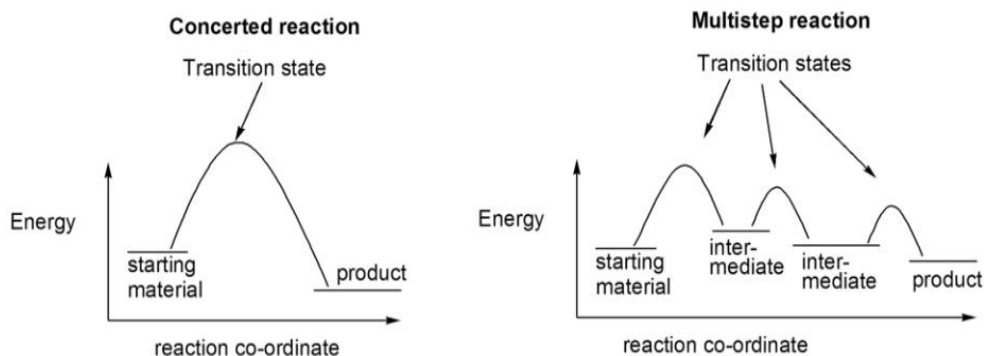 Concerted reaction
Transition state
Energy
starting
material
product
reaction co-ordinate
Multistep reaction
Transition states
Energy
starting
material
inter-
mediate
inter-
mediate
product
reaction co-ordinate